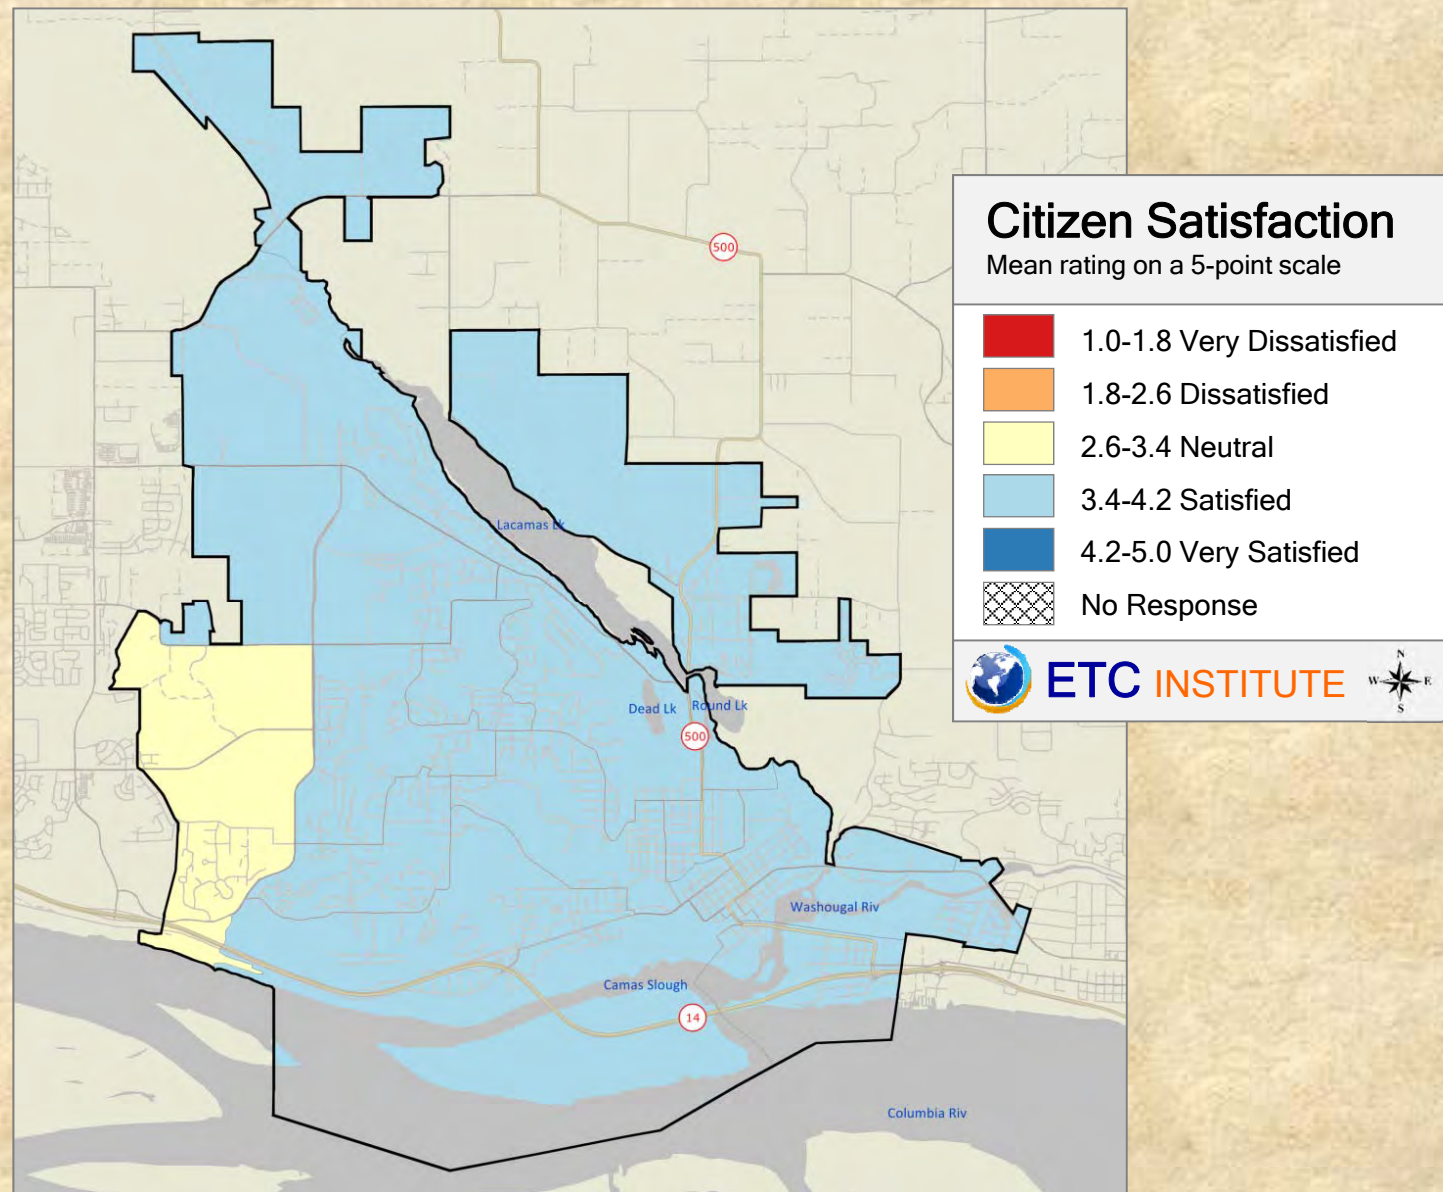 500
Citizen Satisfaction
Mean rating on a 5-point scale
1.0-1.8 Very Dissatisfied
1.8-2.6 Dissatisfied
2.6-3.4 Neutral
3.4-4.2 Satisfied
4.2-5.0 Very Satisfied
No Response
ETC INSTITUTE
N
W E
S
Lacamas Lk
Dead Lk
Round Lk
500
Washougal Riv
Camas Slough
14
Columbia Riv